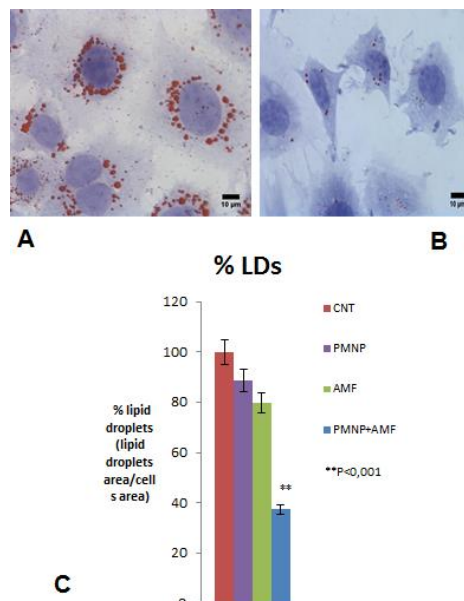 10 µm
10 µm
A
B
% LDs
120
100
80
60
40
20
% lipid
droplets
(lipid
droplets
area/cell
s area)
CNT
PMNP
AMF
PMNP+AMF
**P<0,001
**
C